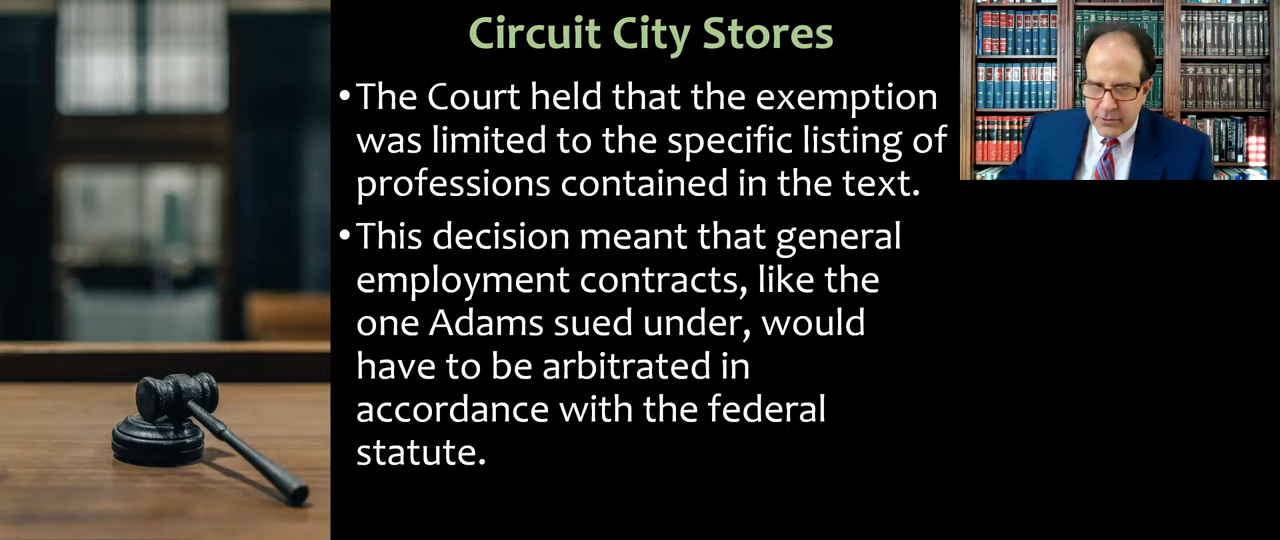 Circuit City Stores
•The Court held that the exemption
was limited to the specific listing of
professions contained in the text.
•This decision meant that general
employment contracts, like the
one Adams sued under, would
have to be arbitrated in
accordance with the federal
statute.